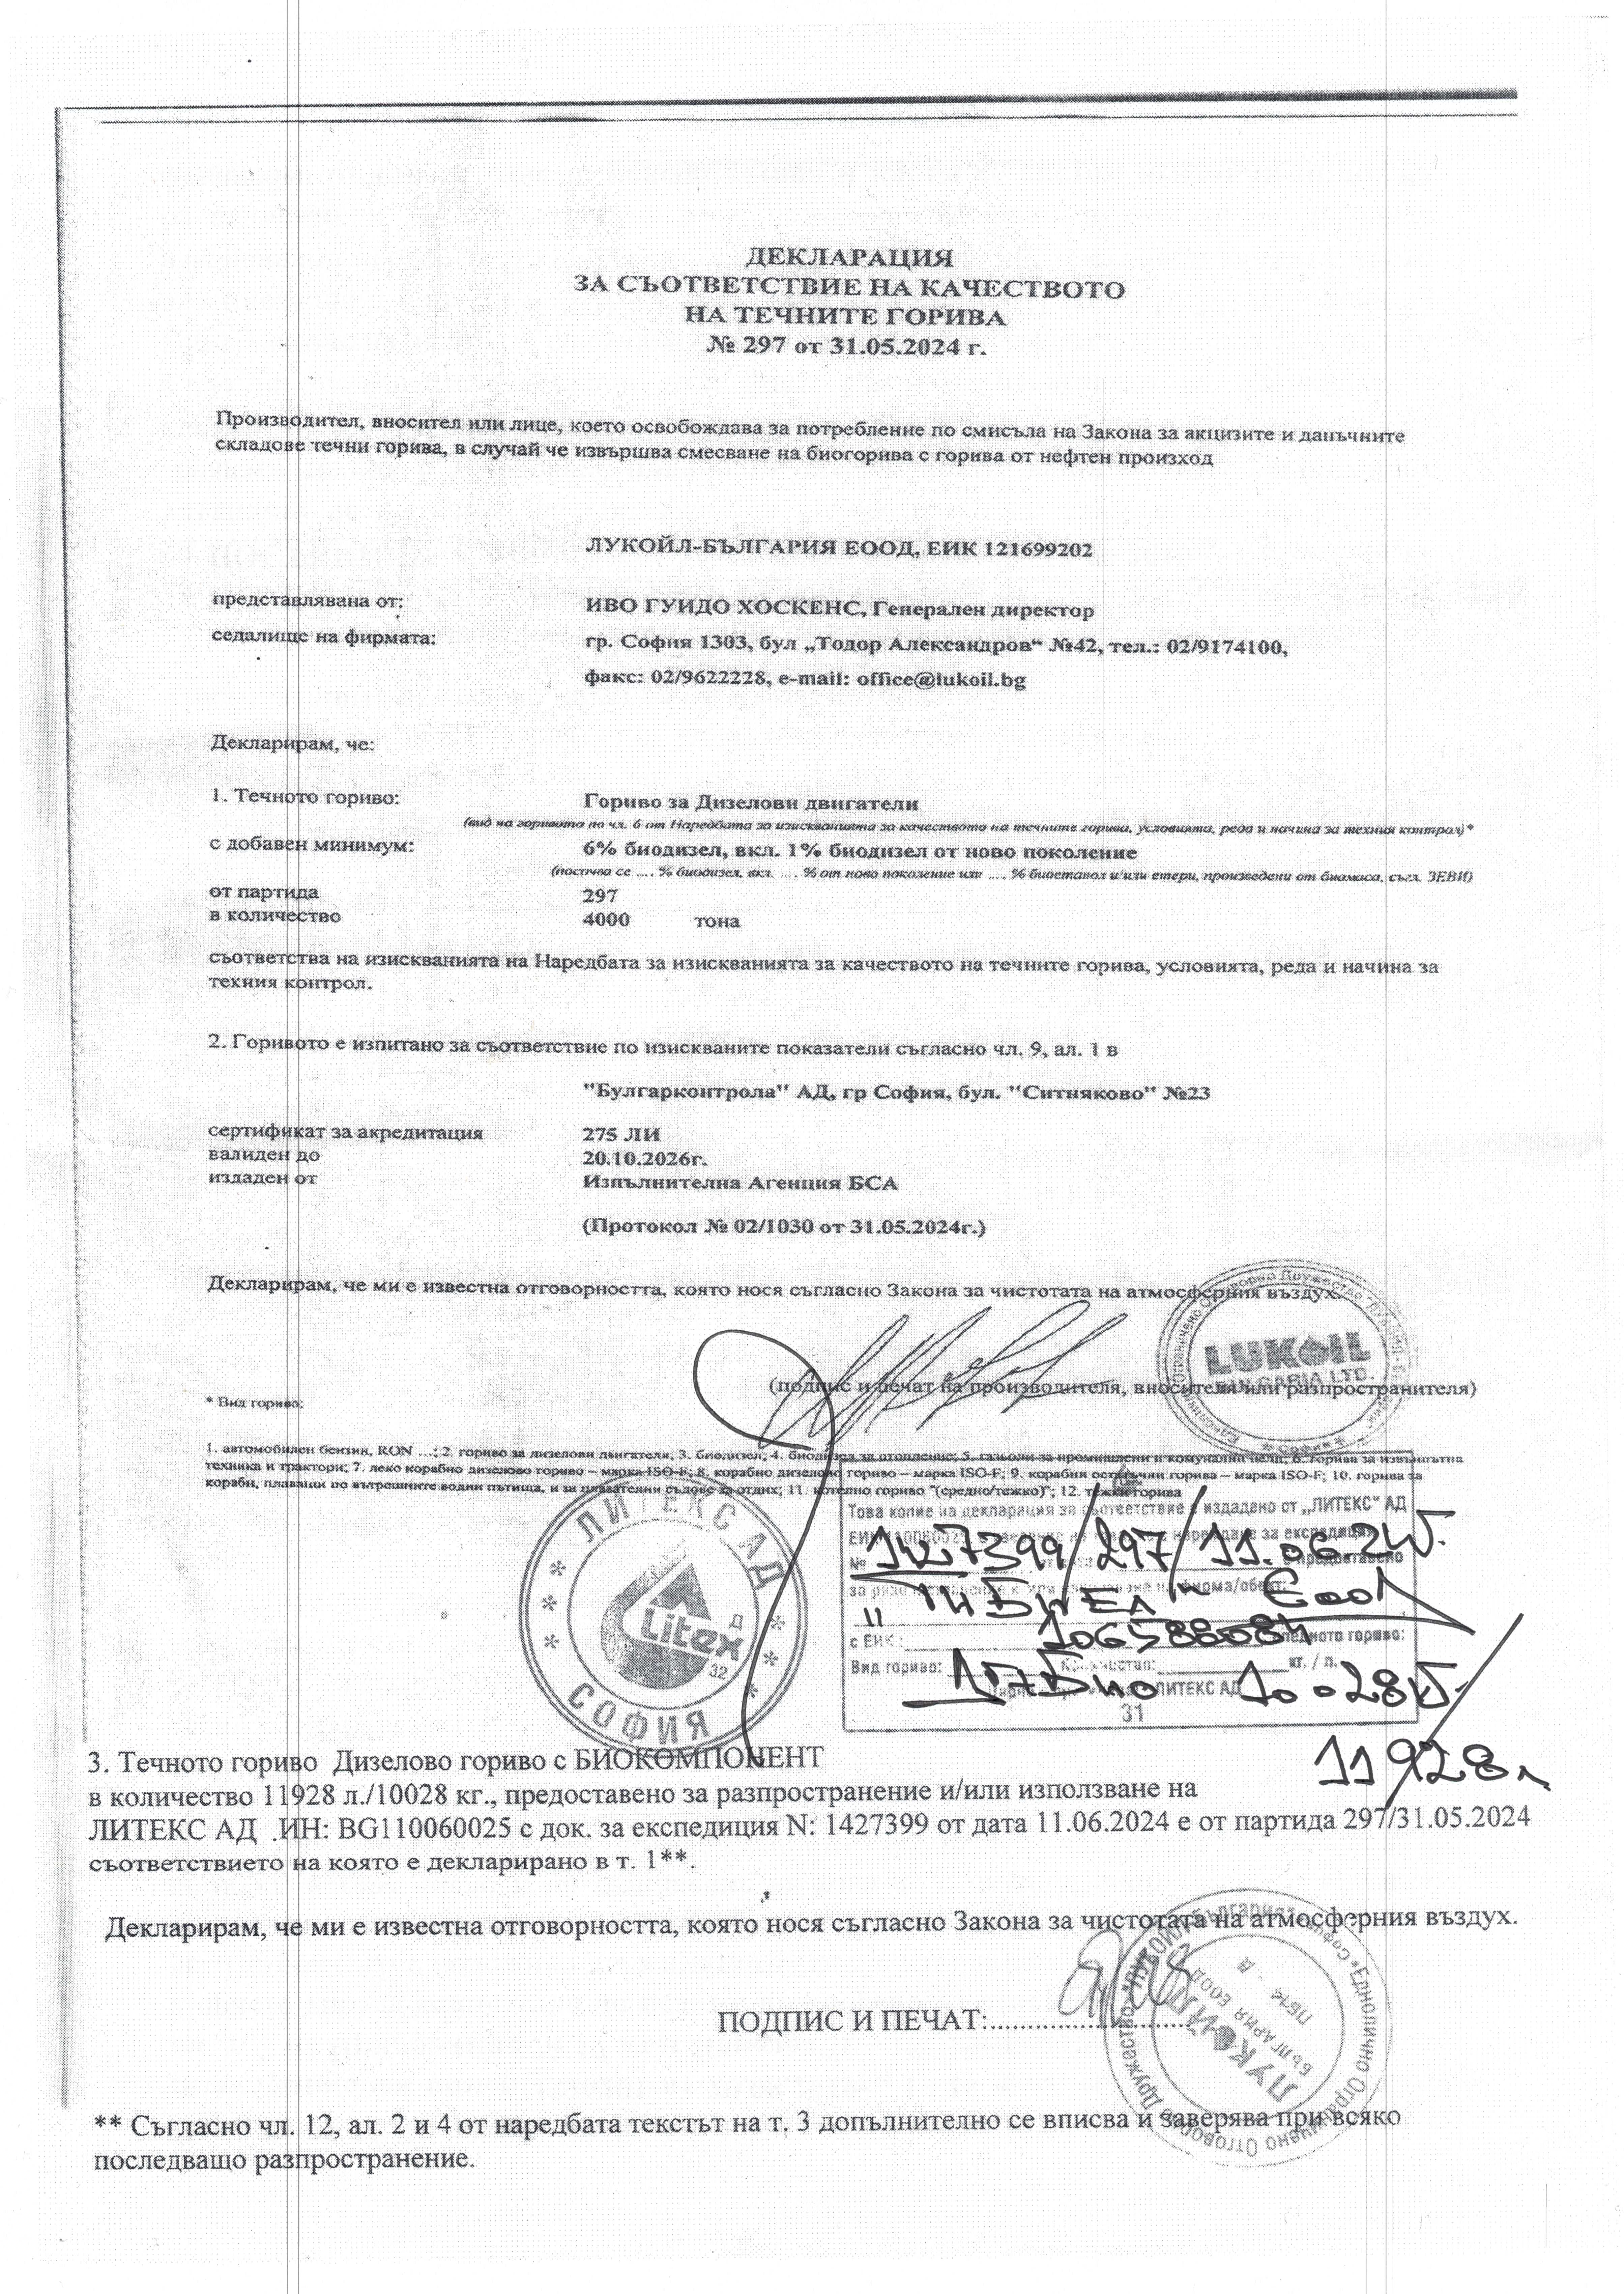 ДЕКЛАРАЦИЯ
ЗА СЪОТВЕТСТВИЕ НА КАЧЕСТВОТО
НА ТЕЧНИТЕ ГОРИВА
№ 297 от 31.05.2024 г.
Производител, вносител или лице, което освобождава за потребление по смисъла на Закона за акцизите и данъчните
складове течни горива, в случай че извършва смесване на биогорива с горива от нефтен произход
ЛУКОЙЛ-БЪЛГАРИЯ ЕООД, ЕИК 121699202
представлявана от: ИВО ГУИДО ХОСКЕНС, Генерален директор
седалище на фирмата: гр. София 1303, бул „Тодор Александров“ №42, тел.: 02/9174100,
факс: 02/9622228, e-mail: office@lukoil.bg
Декларирам, че:
1. Течното гориво: Гориво за Дизелови двигатели
(вид на горивото по чл. 6 от Наредбата за изискванията за качеството на течните горива, условията, реда и начина за техния контрол)*
с добавен минимум: 6% биодизел, вкл. 1% биодизел от ново поколение
(посочва се .... % биодизел, вкл. .... % от ново поколение или .... % биоетанол и/или етери, произведени от биомаса, съгл. ЗЕВИ)
от партида 297
в количество 4000 тона
съответства на изискванията на Наредбата за изискванията за качеството на течните горива, условията, реда и начина за
техния контрол.
2. Горивото е изпитано за съответствие по изискваните показатели съгласно чл. 9, ал. 1 в
"Булгарконтрола" АД, гр София, бул. "Ситняково" №23
сертификат за акредитация 275 ЛИ
валиден до 20.10.2026г.
издаден от Изпълнителна Агенция БСА
(Протокол № 02/1030 от 31.05.2024г.)
Декларирам, че ми е известна отговорността, която нося съгласно Закона за чистотата на атмосферния въздух.
LUKOIL
BULGARIA LTD.
(подпис и печат на производителя, вносителя или разпространителя)
* Вид гориво:
1. автомобилен бензин, RON ...; 2. гориво за дизелови двигатели; 3. биодизел; 4. биодизел за отопление; 5. газьоли за промишлени и комунални цели; 6. горива за извънпътна
техника и трактори; 7. леко корабно дизелово гориво – марка ISO-F; 8. корабно дизелово гориво – марка ISO-F; 9. корабни остатъчни горива – марка ISO-F; 10. горива за
кораби, плаващи по вътрешните водни пътища, и за плавателни съдове за отдих; 11. котелно гориво "(средно/тежко)"; 12. тежки горива
ЛИТЕКС АД
Litex
Д
32
СОФИЯ
Това копие на декларация за съответствие е издадено от „ЛИТЕКС“ АД
за експедиция
№ 1427399/297/11.06.24г. предоставено
фирма/обект:
"ТИБИЕЛ" ЕООД
с ЕИК: 106588084 гориво:
Вид гориво: Количество: кг. / л.
10028кг.
ЛИТЕКС АД
31
11928л
3. Течното гориво Дизелово гориво с БИОКОМПОНЕНТ
в количество 11928 л./10028 кг., предоставено за разпространение и/или използване на
ЛИТЕКС АД .ИН: BG110060025 с док. за експедиция N: 1427399 от дата 11.06.2024 е от партида 297/31.05.2024
съответствието на която е декларирано в т. 1**.
Декларирам, че ми е известна отговорността, която нося съгласно Закона за чистотата на атмосферния въздух.
ПОДПИС И ПЕЧАТ:..........................
ЛУКОЙЛ
БЪЛГАРИЯ ЕООД
** Съгласно чл. 12, ал. 2 и 4 от наредбата текстът на т. 3 допълнително се вписва и заверява при всяко
последващо разпространение.